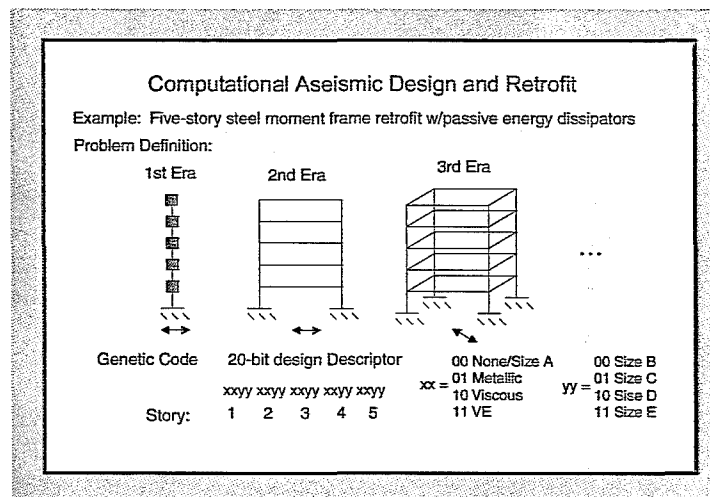 Computational Aseismic Design and Retrofit
Example: Five-story steel moment frame retrofit w/passive energy dissipators
Problem Definition:
1st Era 2nd Era 3rd Era
...
Genetic Code 20-bit design Descriptor
xxyy xxyy xxyy xxyy xxyy
Story: 1 2 3 4 5
xx =
00 None/Size A
01 Metallic
10 Viscous
11 VE
yy =
00 Size B
01 Size C
10 Sise D
11 Size E